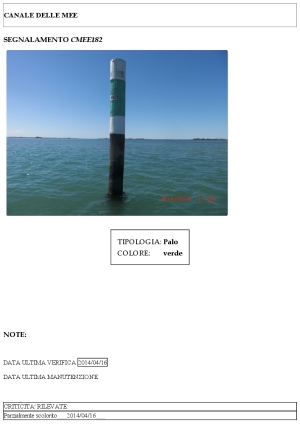 CANALE DELLE MEE
SEGNALAMENTO CMEE182
TIPOLOGIA: Palo
COLORE: verde
NOTE:
DATA ULTIMA VERIFICA 2014/04/16
DATA ULTIMA MANUTENZIONE
CRITICITA' RILEVATE
Parzialmente scolorito 2014/04/16